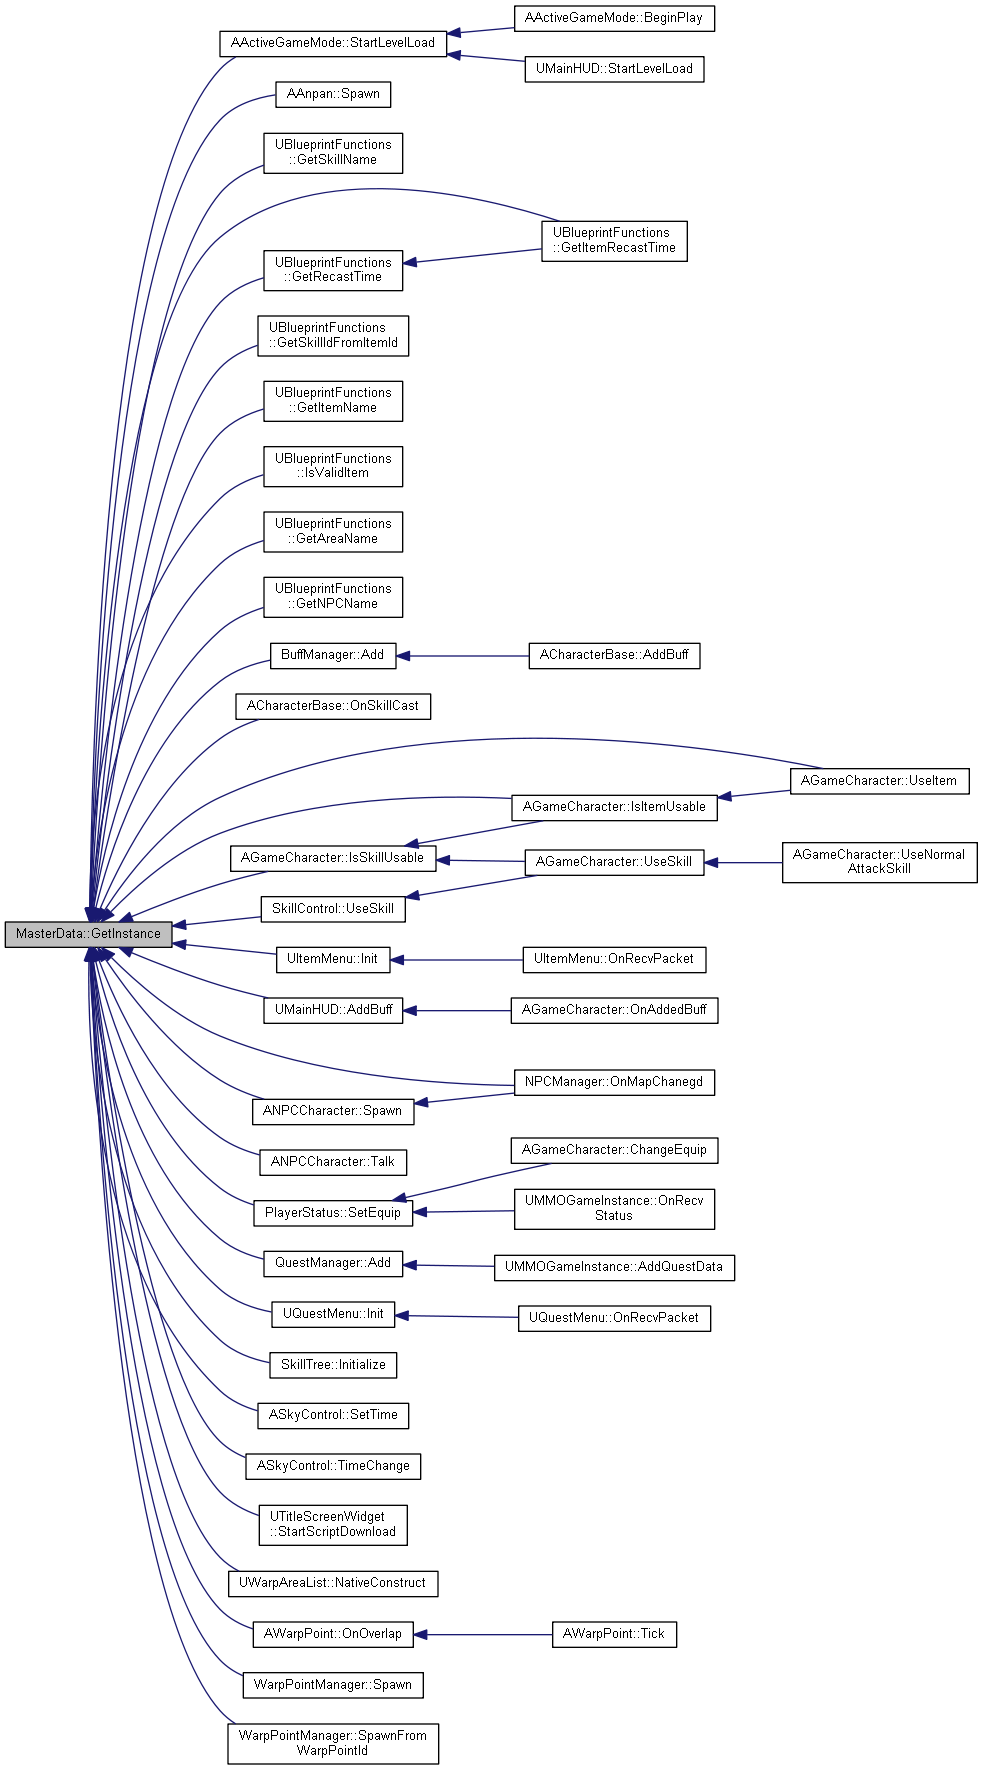 AActiveGameMode::BeginPlay
AActiveGameMode::StartLevelLoad
UMainHUD::StartLevelLoad
AAnpan::Spawn
UBlueprintFunctions
::GetSkillName
UBlueprintFunctions
::GetItemRecastTime
UBlueprintFunctions
::GetRecastTime
UBlueprintFunctions
::GetSkillIdFromItemId
UBlueprintFunctions
::GetItemName
UBlueprintFunctions
::IsValidItem
UBlueprintFunctions
::GetAreaName
UBlueprintFunctions
::GetNPCName
BuffManager::Add
ACharacterBase::AddBuff
ACharacterBase::OnSkillCast
AGameCharacter::UseItem
AGameCharacter::IsItemUsable
AGameCharacter::IsSkillUsable
AGameCharacter::UseSkill
AGameCharacter::UseNormal
AttackSkill
SkillControl::UseSkill
MasterData::GetInstance
UItemMenu::Init
UItemMenu::OnRecvPacket
UMainHUD::AddBuff
AGameCharacter::OnAddedBuff
NPCManager::OnMapChanegd
ANPCCharacter::Spawn
AGameCharacter::ChangeEquip
ANPCCharacter::Talk
PlayerStatus::SetEquip
UMMOGameInstance::OnRecv
Status
QuestManager::Add
UMMOGameInstance::AddQuestData
UQuestMenu::Init
UQuestMenu::OnRecvPacket
SkillTree::Initialize
ASkyControl::SetTime
ASkyControl::TimeChange
UTitleScreenWidget
::StartScriptDownload
UWarpAreaList::NativeConstruct
AWarpPoint::OnOverlap
AWarpPoint::Tick
WarpPointManager::Spawn
WarpPointManager::SpawnFrom
WarpPointId